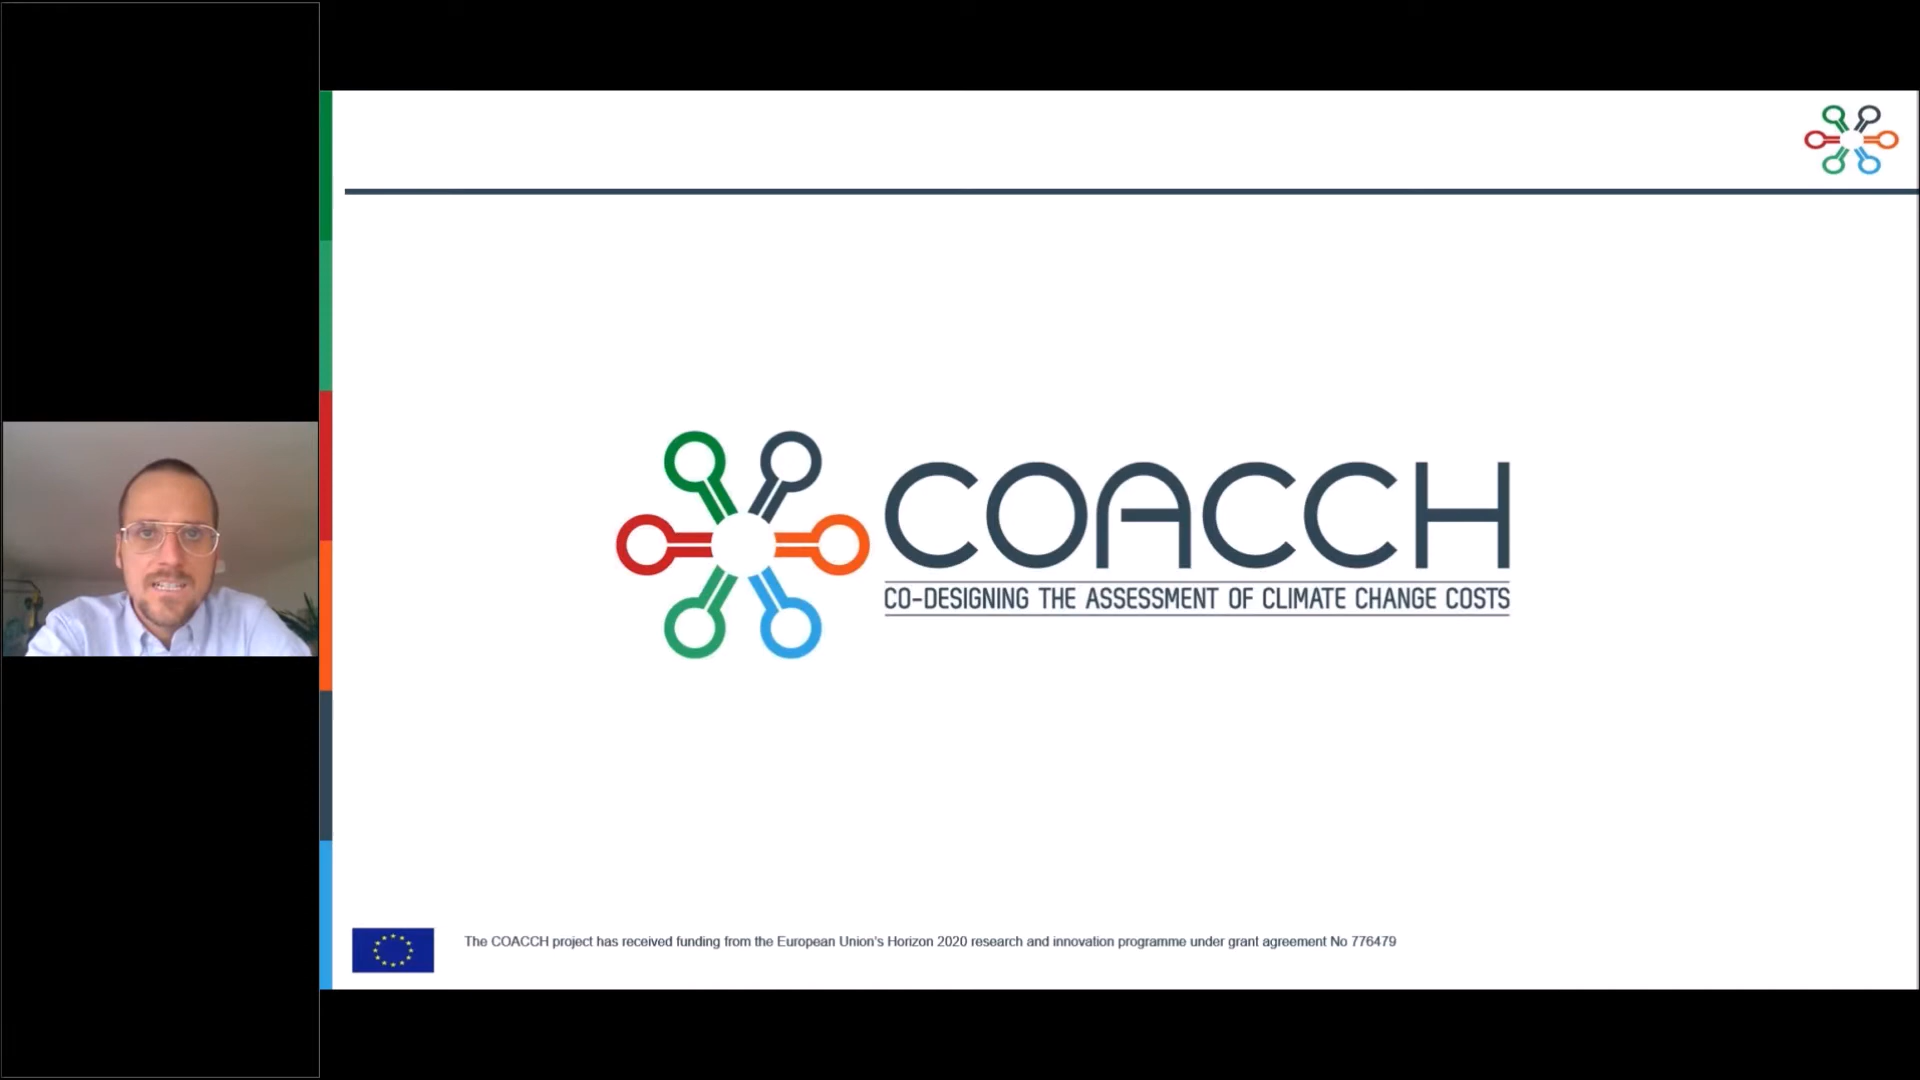 COACCH
CO-DESIGNING THE ASSESSMENT OF CLIMATE CHANGE COSTS
The COACCH project has received funding from the European Union's Horizon 2020 research and innovation programme under grant agreement No 776479